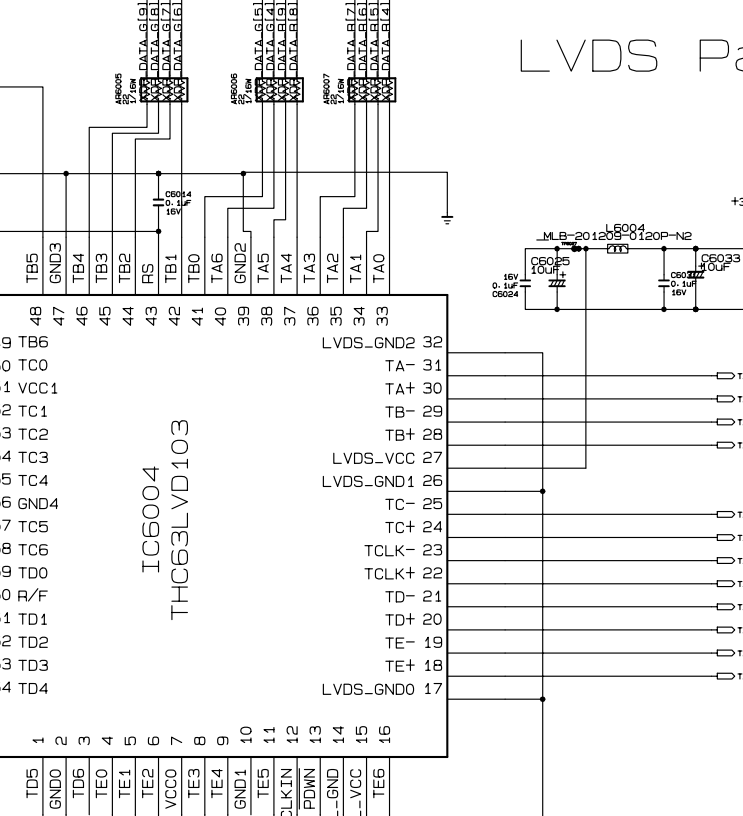 DATA_G[9]
DATA_G[8]
DATA_G[7]
DATA_G[6]
DATA_G[5]
DATA_G[4]
DATA_R[9]
DATA_R[8]
DATA_R[7]
DATA_R[6]
DATA_R[5]
DATA_R[4]
LVDS
AR6005
22
1/16W
AR6006
22
1/16W
AR6007
22
1/16W
C6014
0.1uF
16V
L6004
MLB-201209-0120P-N2
C6025
10uF
16V
0.1uF
C6024
0.1uF
16V
C6033
10uF
TB5
GND3
TB4
TB3
TB2
RS
TB1
TB0
TA6
GND2
TA5
TA4
TA3
TA2
TA1
TA0
48
47
46
45
44
43
42
41
40
39
38
37
36
35
34
33
TB6
TC0
VCC1
TC1
TC2
TC3
TC4
GND4
TC5
TC6
TD0
R/F
TD1
TD2
TD3
TD4
IC6004
THC63LVD103
LVDS_GND2 32
TA- 31
TA+ 30
TB- 29
TB+ 28
LVDS_VCC 27
LVDS_GND1 26
TC- 25
TC+ 24
TCLK- 23
TCLK+ 22
TD- 21
TD+ 20
TE- 19
TE+ 18
LVDS_GND0 17
1
2
3
4
5
6
7
8
9
10
11
12
13
14
15
16
TD5
GND0
TD6
TE0
TE1
TE2
VCC0
TE3
TE4
GND1
TE5
CLKIN
PDWN
_GND
_VCC
TE6